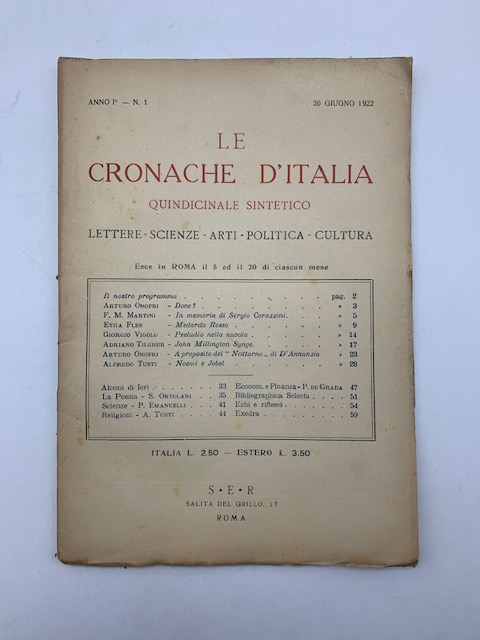 ANNO Iº — N. 1 20 GIUGNO 1922
LE
CRONACHE D'ITALIA
QUINDICINALE SINTETICO
LETTERE - SCIENZE - ARTI - POLITICA - CULTURA
Esce in ROMA il 5 ed il 20 di ciascun mese
Il nostro programma . . . . . . . . . pag. 2
ARTURO ONOFRI - Dove? . . . . . . . . » 3
F. M. MARTINI - In memoria di Sergio Corazzini. . . . » 5
ETHA FLES - Medardo Rosso . . . . . . . » 9
GIORGIO VIGOLO - Preludio nella nuvola . . . . . . » 14
ADRIANO TILGHER - John Millington Synge. . . . . . » 17
ARTURO ONOFRI - A proposito del "Notturno„ di D'Annunzio » 23
ALFREDO TUSTI - Noemi e Jobel . . . . . . . » 28
Alcuni di Ieri . . . . . 33 Econom. e Finanza - P. DE GRADA 47
La Poesia - S. ORTOLANI . . 35 Bibliographica Selecta . . . . 51
Scienze - P. EMANUELLI . . 41 Echi e riflessi . . . . . . 54
Religioni - A. TUSTI . . . . 44 Exedra . . . . . . . . 59
ITALIA L. 2.50 — ESTERO L. 3.50
S▴E▴R
SALITA DEL GRILLO, 17
ROMA